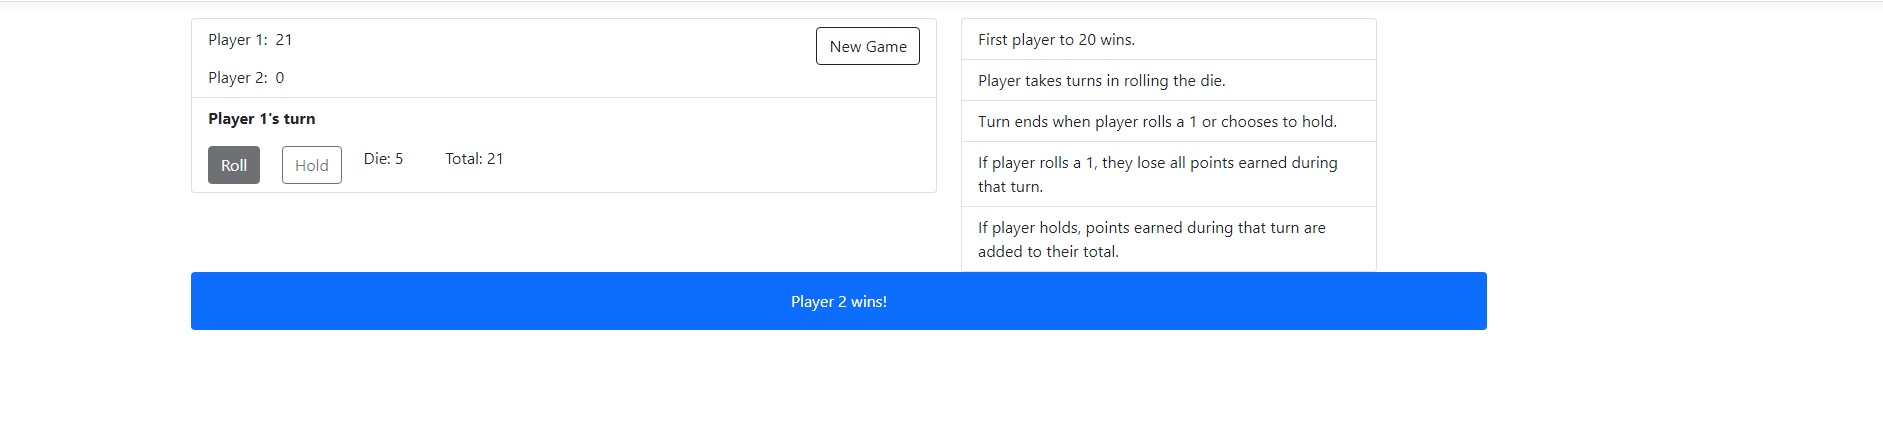 Player 1: 21
New Game
Player 2: 0
Player 1's turn
Roll
Hold
Die: 5
Total: 21
First player to 20 wins.
Player takes turns in rolling the die.
Turn ends when player rolls a 1 or chooses to hold.
If player rolls a 1, they lose all points earned during
that turn.
If player holds, points earned during that turn are
added to their total.
Player 2 wins!